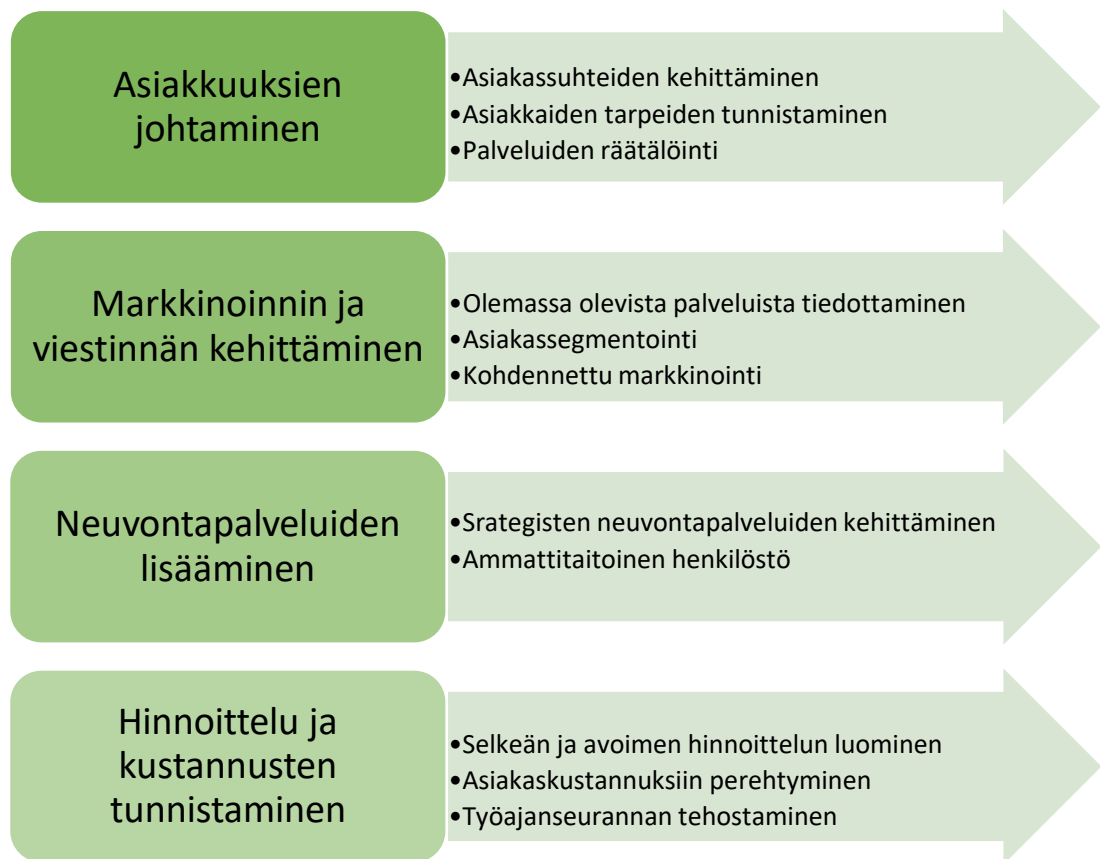 Asiakkuuksien
johtaminen
•Asiakassuhteiden kehittäminen
•Asiakkaiden tarpeiden tunnistaminen
•Palveluiden räätälöinti
Markkinoinnin ja
viestinnän kehittäminen
•Olemassa olevista palveluista tiedottaminen
•Asiakassegmentointi
•Kohdennettu markkinointi
Neuvontapalveluiden
lisääminen
•Srategisten neuvontapalveluiden kehittäminen
•Ammattitaitoinen henkilöstö
Hinnoittelu ja
kustannusten
tunnistaminen
•Selkeän ja avoimen hinnoittelun luominen
•Asiakaskustannuksiin perehtyminen
•Työajanseurannan tehostaminen